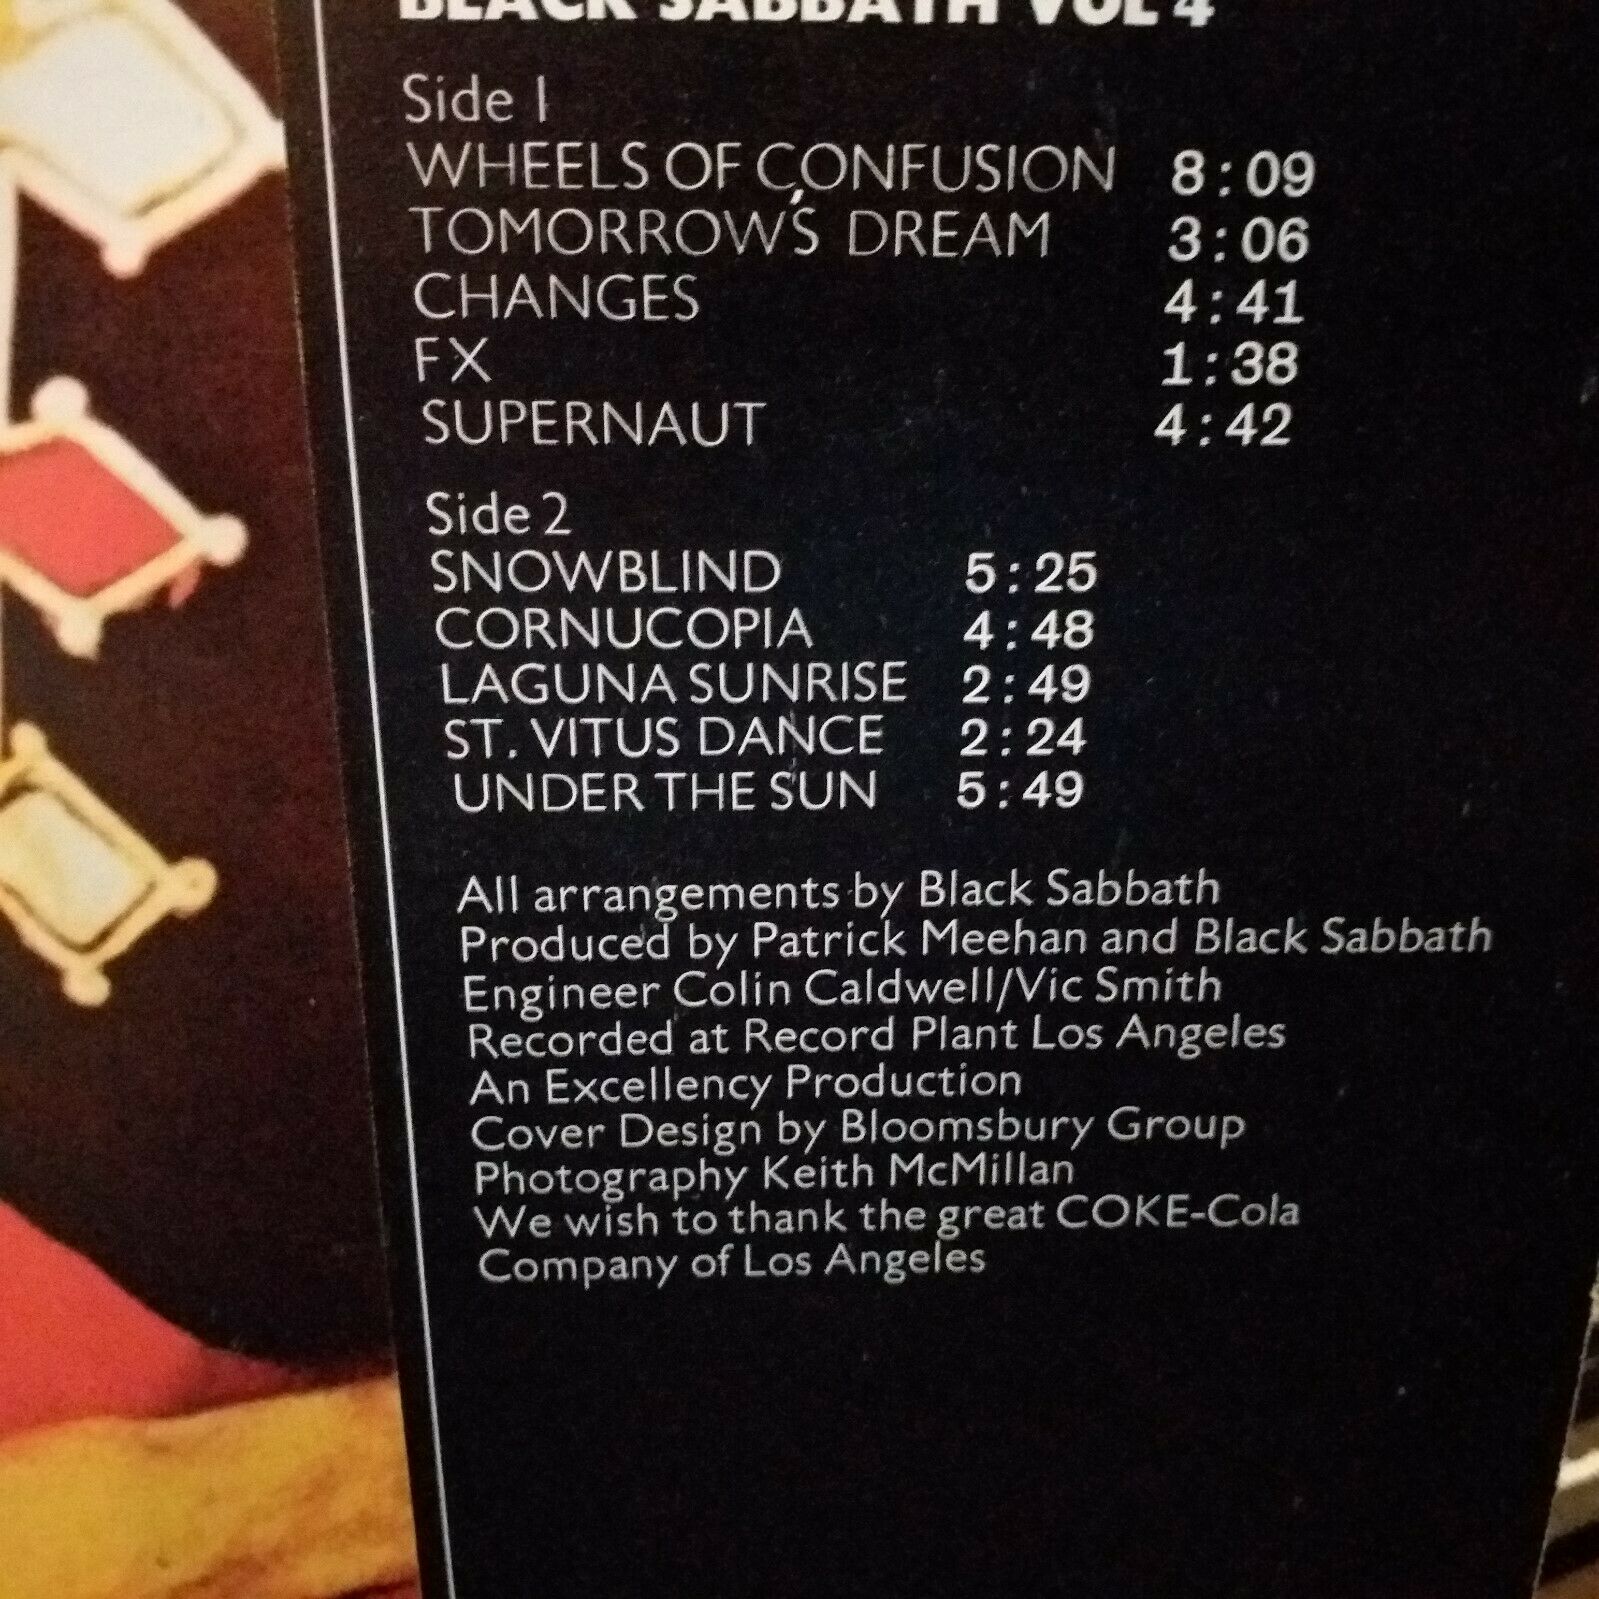 BLACK SABBATH VOL 4
Side 1
WHEELS OF CONFUSION 8:09
TOMORROW'S DREAM 3:06
CHANGES 4:41
FX 1:38
SUPERNAUT 4:42
Side 2
SNOWBLIND 5:25
CORNUCOPIA 4:48
LAGUNA SUNRISE 2:49
ST. VITUS DANCE 2:24
UNDER THE SUN 5:49
All arrangements by Black Sabbath
Produced by Patrick Meehan and Black Sabbath
Engineer Colin Caldwell/Vic Smith
Recorded at Record Plant Los Angeles
An Excellency Production
Cover Design by Bloomsbury Group
Photography Keith McMillan
We wish to thank the great COKE-Cola
Company of Los Angeles